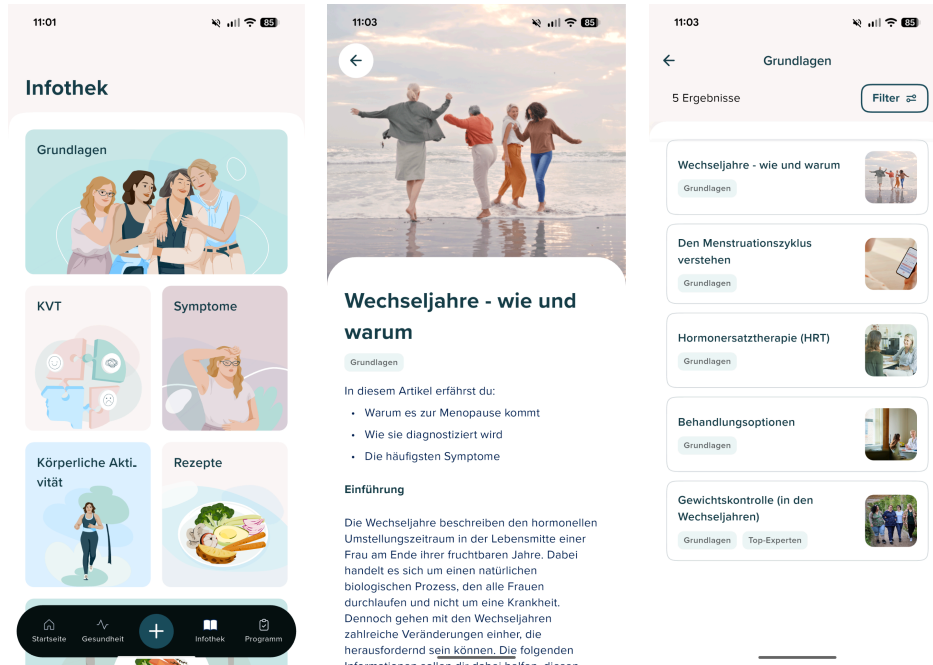 11:01
85
Infothek
Grundlagen
KVT
Symptome
Körperliche Akti-
vität
Rezepte
Startseite
Gesundheit
Infothek
Programm
11:03
85
Wechseljahre - wie und
warum
Grundlagen
In diesem Artikel erfährst du:
• Warum es zur Menopause kommt
• Wie sie diagnostiziert wird
• Die häufigsten Symptome
Einführung
Die Wechseljahre beschreiben den hormonellen
Umstellungszeitraum in der Lebensmitte einer
Frau am Ende ihrer fruchtbaren Jahre. Dabei
handelt es sich um einen natürlichen
biologischen Prozess, den alle Frauen
durchlaufen und nicht um eine Krankheit.
Dennoch gehen mit den Wechseljahren
zahlreiche Veränderungen einher, die
herausfordernd sein können. Die folgenden
Informationen sollen dir dabei helfen, diesen
11:03
85
Grundlagen
5 Ergebnisse
Filter
Wechseljahre - wie und warum
Grundlagen
Den Menstruationszyklus
verstehen
Grundlagen
Hormonersatztherapie (HRT)
Grundlagen
Behandlungsoptionen
Grundlagen
Gewichtskontrolle (in den
Wechseljahren)
Grundlagen
Top-Experten